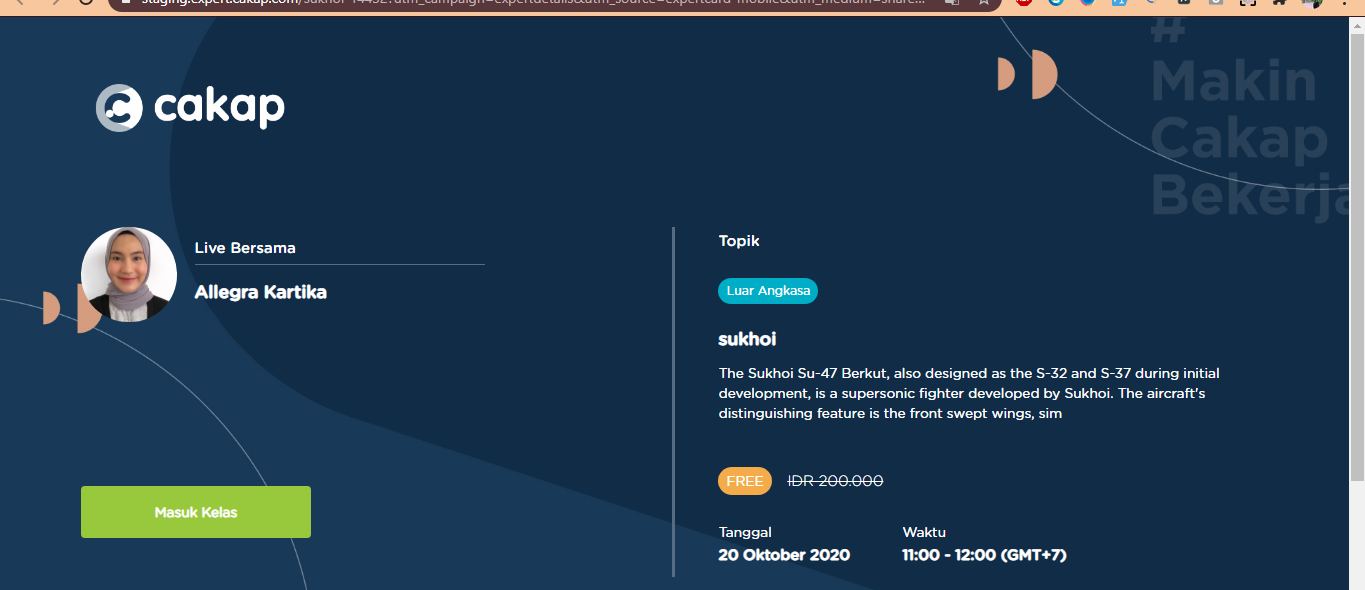 staging.expert.cakap.com/sukhoi-14432?utm_campaign=expertdetails&utm_source=expertcard-mobile&utm_medium=share...
#
Makin
Cakap
Bekerja
cakap
Live Bersama
Allegra Kartika
Masuk Kelas
Topik
Luar Angkasa
sukhoi
The Sukhoi Su-47 Berkut, also designed as the S-32 and S-37 during initial
development, is a supersonic fighter developed by Sukhoi. The aircraft's
distinguishing feature is the front swept wings, sim
FREE IDR 200.000
Tanggal Waktu
20 Oktober 2020 11:00 - 12:00 (GMT+7)